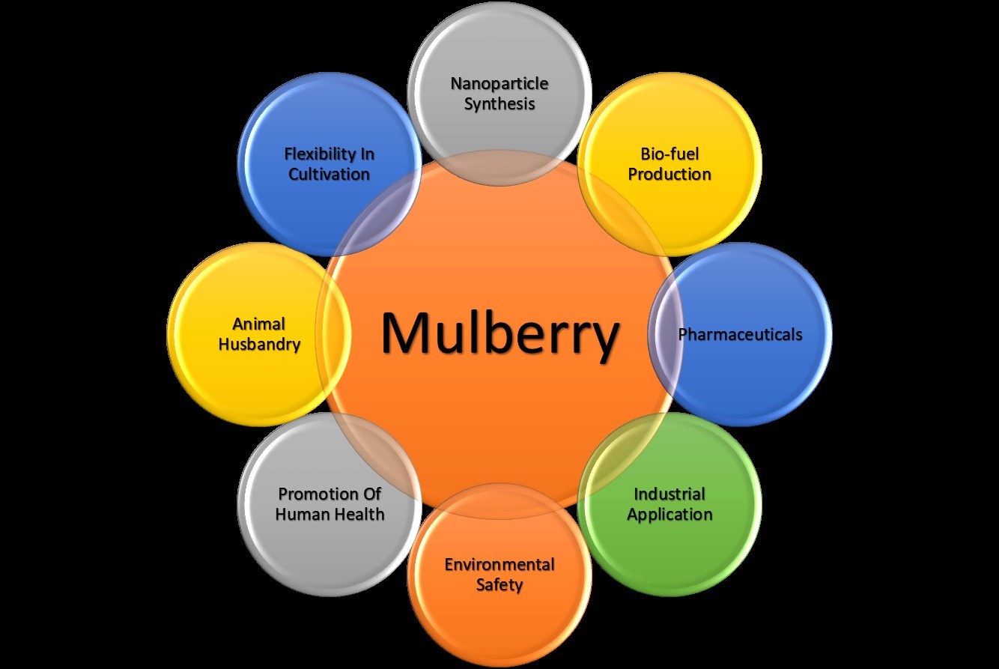 Nanoparticle
Synthesis
Bio-fuel
Production
Pharmaceuticals
Industrial
Application
Environmental
Safety
Promotion Of
Human Health
Animal
Husbandry
Flexibility In
Cultivation
Mulberry